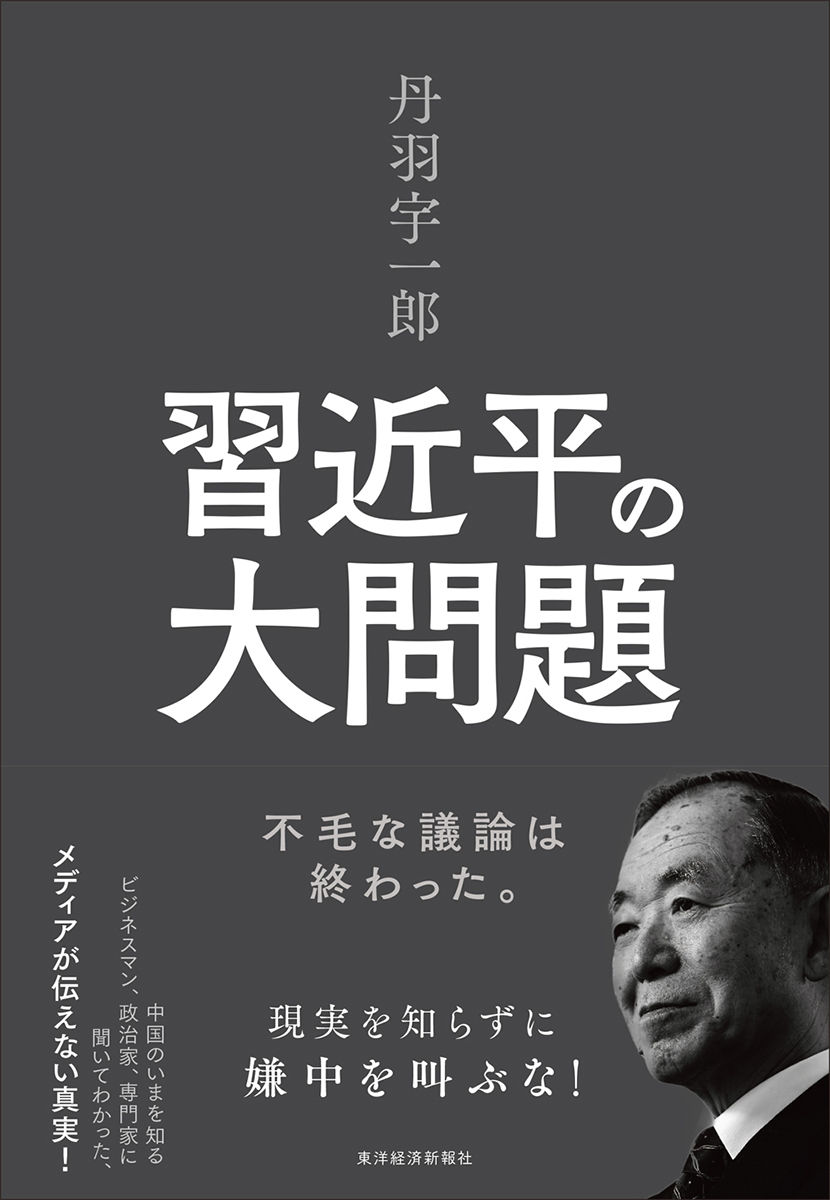 丹羽宇一郎
習近平の
大問題
不毛な議論は
終わった。
現実を知らずに
嫌中を叫ぶな！
中国のいまを知る
ビジネスマン、政治家、専門家に
聞いてわかった、
メディアが伝えない真実！
東洋経済新報社